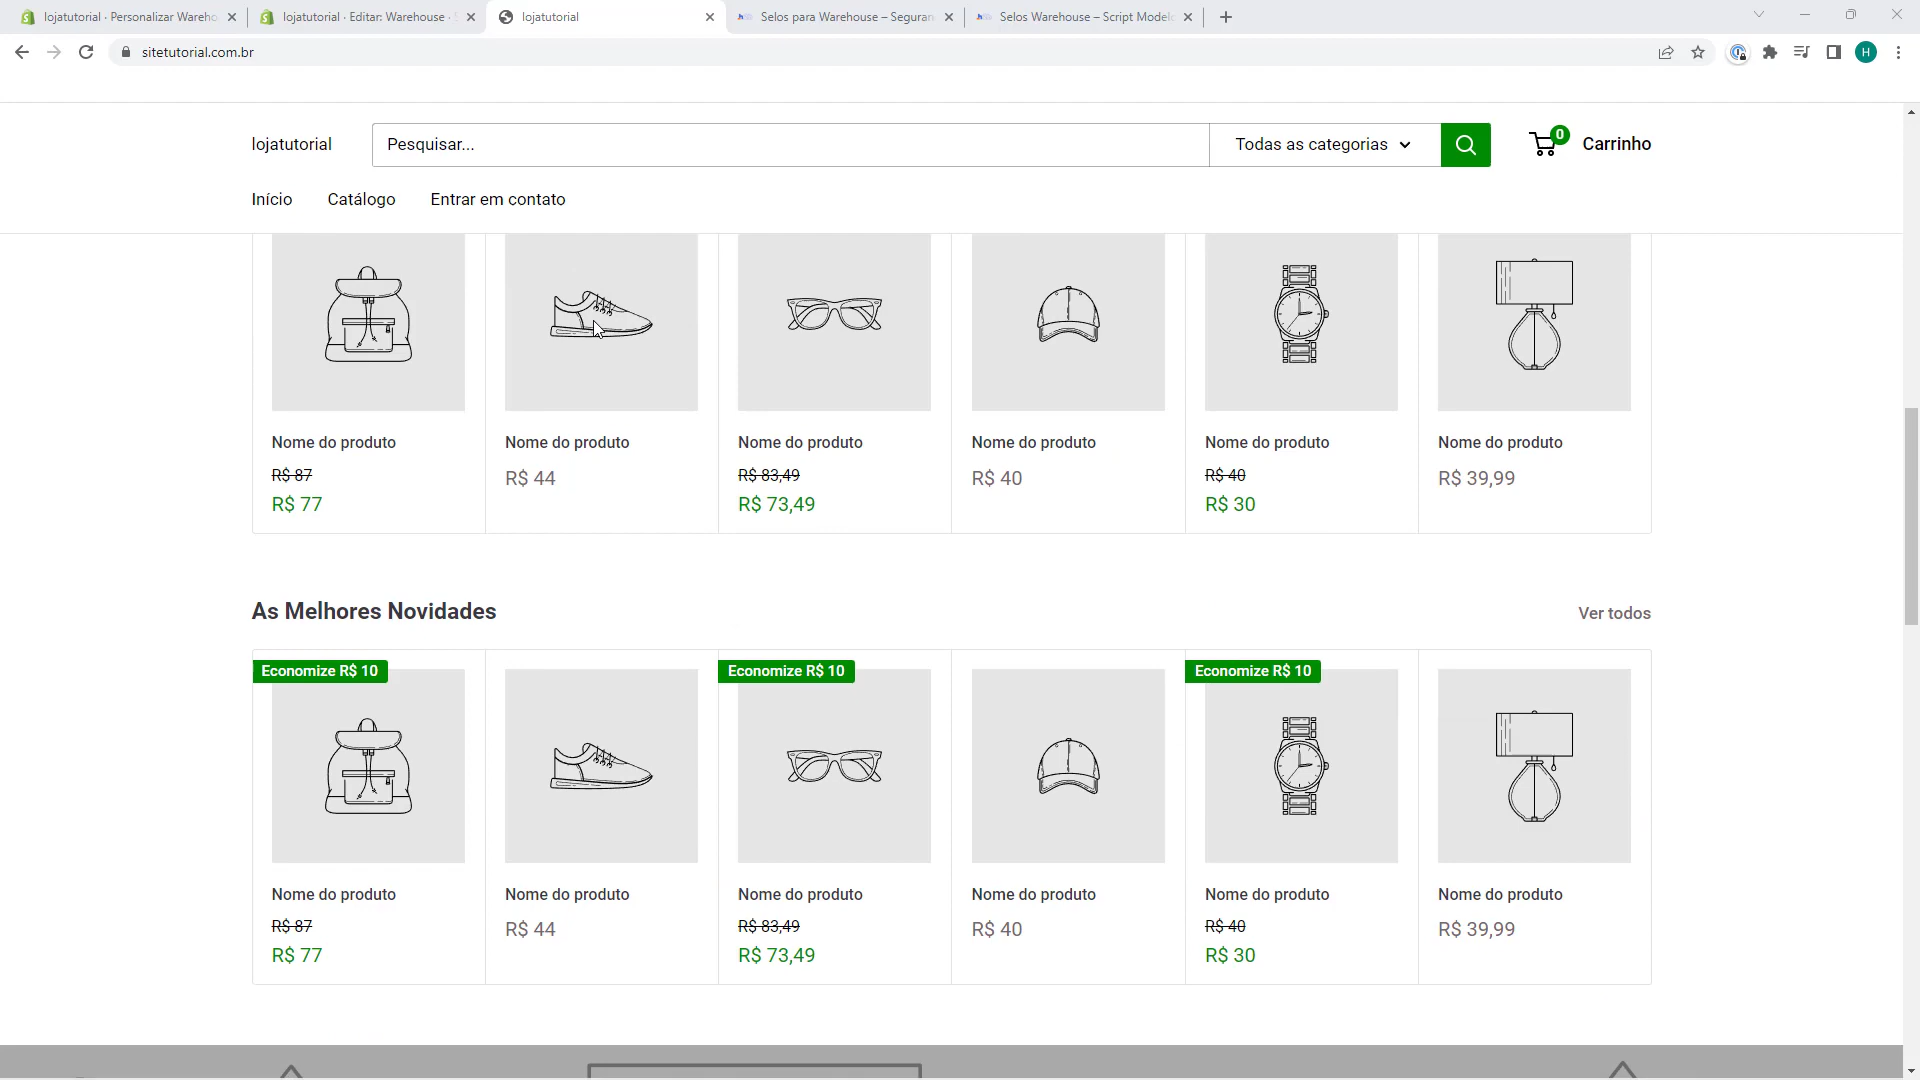 lojatutorial · Personalizar Wareho
lojatutorial · Editar: Warehouse ·
lojatutorial
Selos para Warehouse – Seguran
Selos Warehouse – Script Model
sitetutorial.com.br
H
lojatutorial
Pesquisar...
Todas as categorias
0
Carrinho
Início
Catálogo
Entrar em contato
Nome do produto
R$ 87
R$ 77
Nome do produto
R$ 44
Nome do produto
R$ 83,49
R$ 73,49
Nome do produto
R$ 40
Nome do produto
R$ 40
R$ 30
Nome do produto
R$ 39,99
As Melhores Novidades
Ver todos
Economize R$ 10
Nome do produto
R$ 87
R$ 77
Nome do produto
R$ 44
Economize R$ 10
Nome do produto
R$ 83,49
R$ 73,49
Nome do produto
R$ 40
Economize R$ 10
Nome do produto
R$ 40
R$ 30
Nome do produto
R$ 39,99